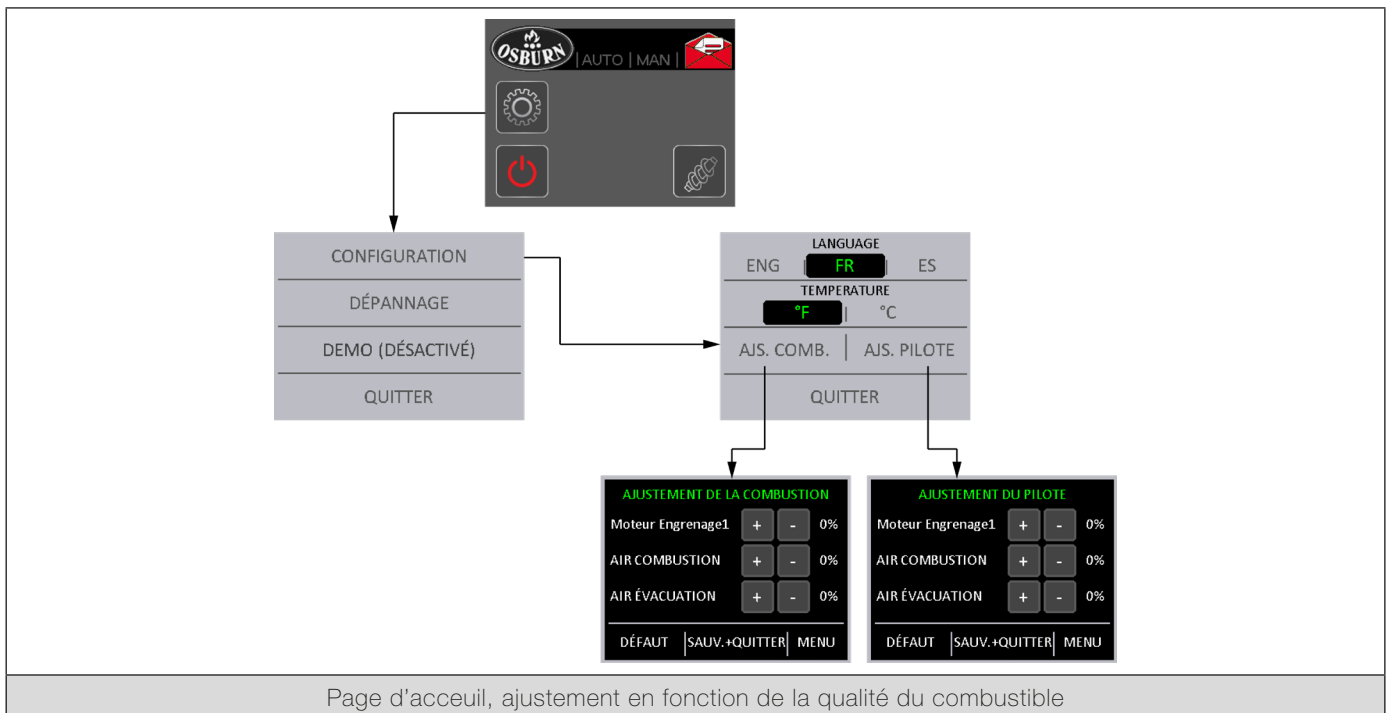 OSBURN | AUTO | MAN |
CONFIGURATION
DÉPANNAGE
DEMO (DÉSACTIVÉ)
QUITTER
LANGUAGE
ENG | FR | ES
TEMPERATURE
°F | °C
AJS. COMB. | AJS. PILOTE
QUITTER
AJUSTEMENT DE LA COMBUSTION
Moteur Engrenage1 + - 0%
AIR COMBUSTION + - 0%
AIR ÉVACUATION + - 0%
DÉFAUT | SAUV.+QUITTER | MENU
AJUSTEMENT DU PILOTE
Moteur Engrenage1 + - 0%
AIR COMBUSTION + - 0%
AIR ÉVACUATION + - 0%
DÉFAUT | SAUV.+QUITTER | MENU
Page d'acceuil, ajustement en fonction de la qualité du combustible